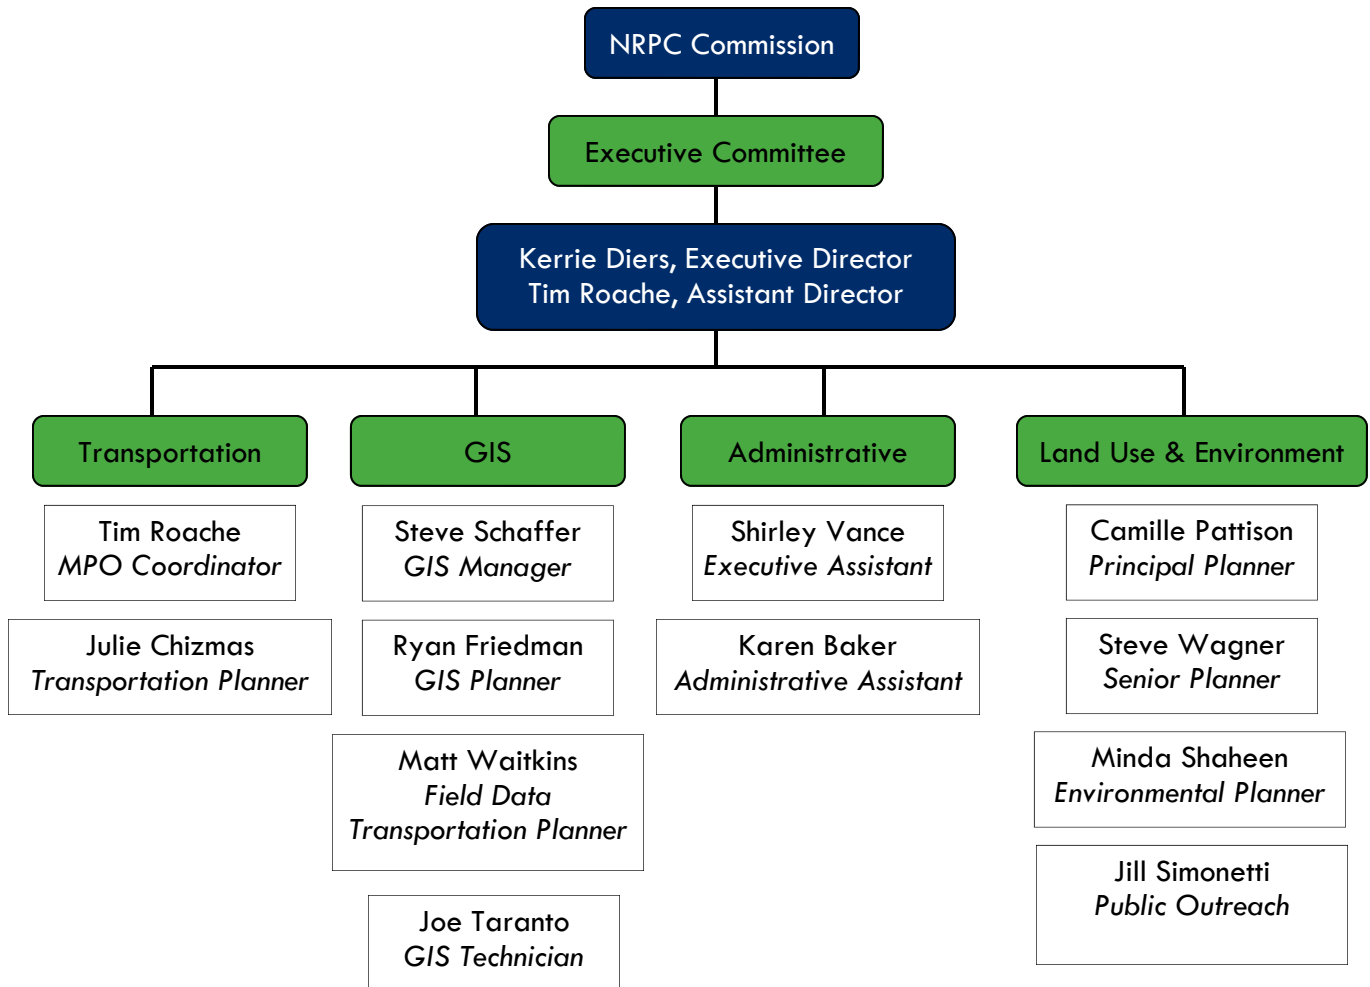 NRPC Commission
Executive Committee
Kerrie Diers, Executive Director
Tim Roache, Assistant Director
Transportation
Tim Roache
MPO Coordinator
Julie Chizmas
Transportation Planner
GIS
Steve Schaffer
GIS Manager
Ryan Friedman
GIS Planner
Matt Waitkins
Field Data
Transportation Planner
Joe Taranto
GIS Technician
Administrative
Shirley Vance
Executive Assistant
Karen Baker
Administrative Assistant
Land Use & Environment
Camille Pattison
Principal Planner
Steve Wagner
Senior Planner
Minda Shaheen
Environmental Planner
Jill Simonetti
Public Outreach